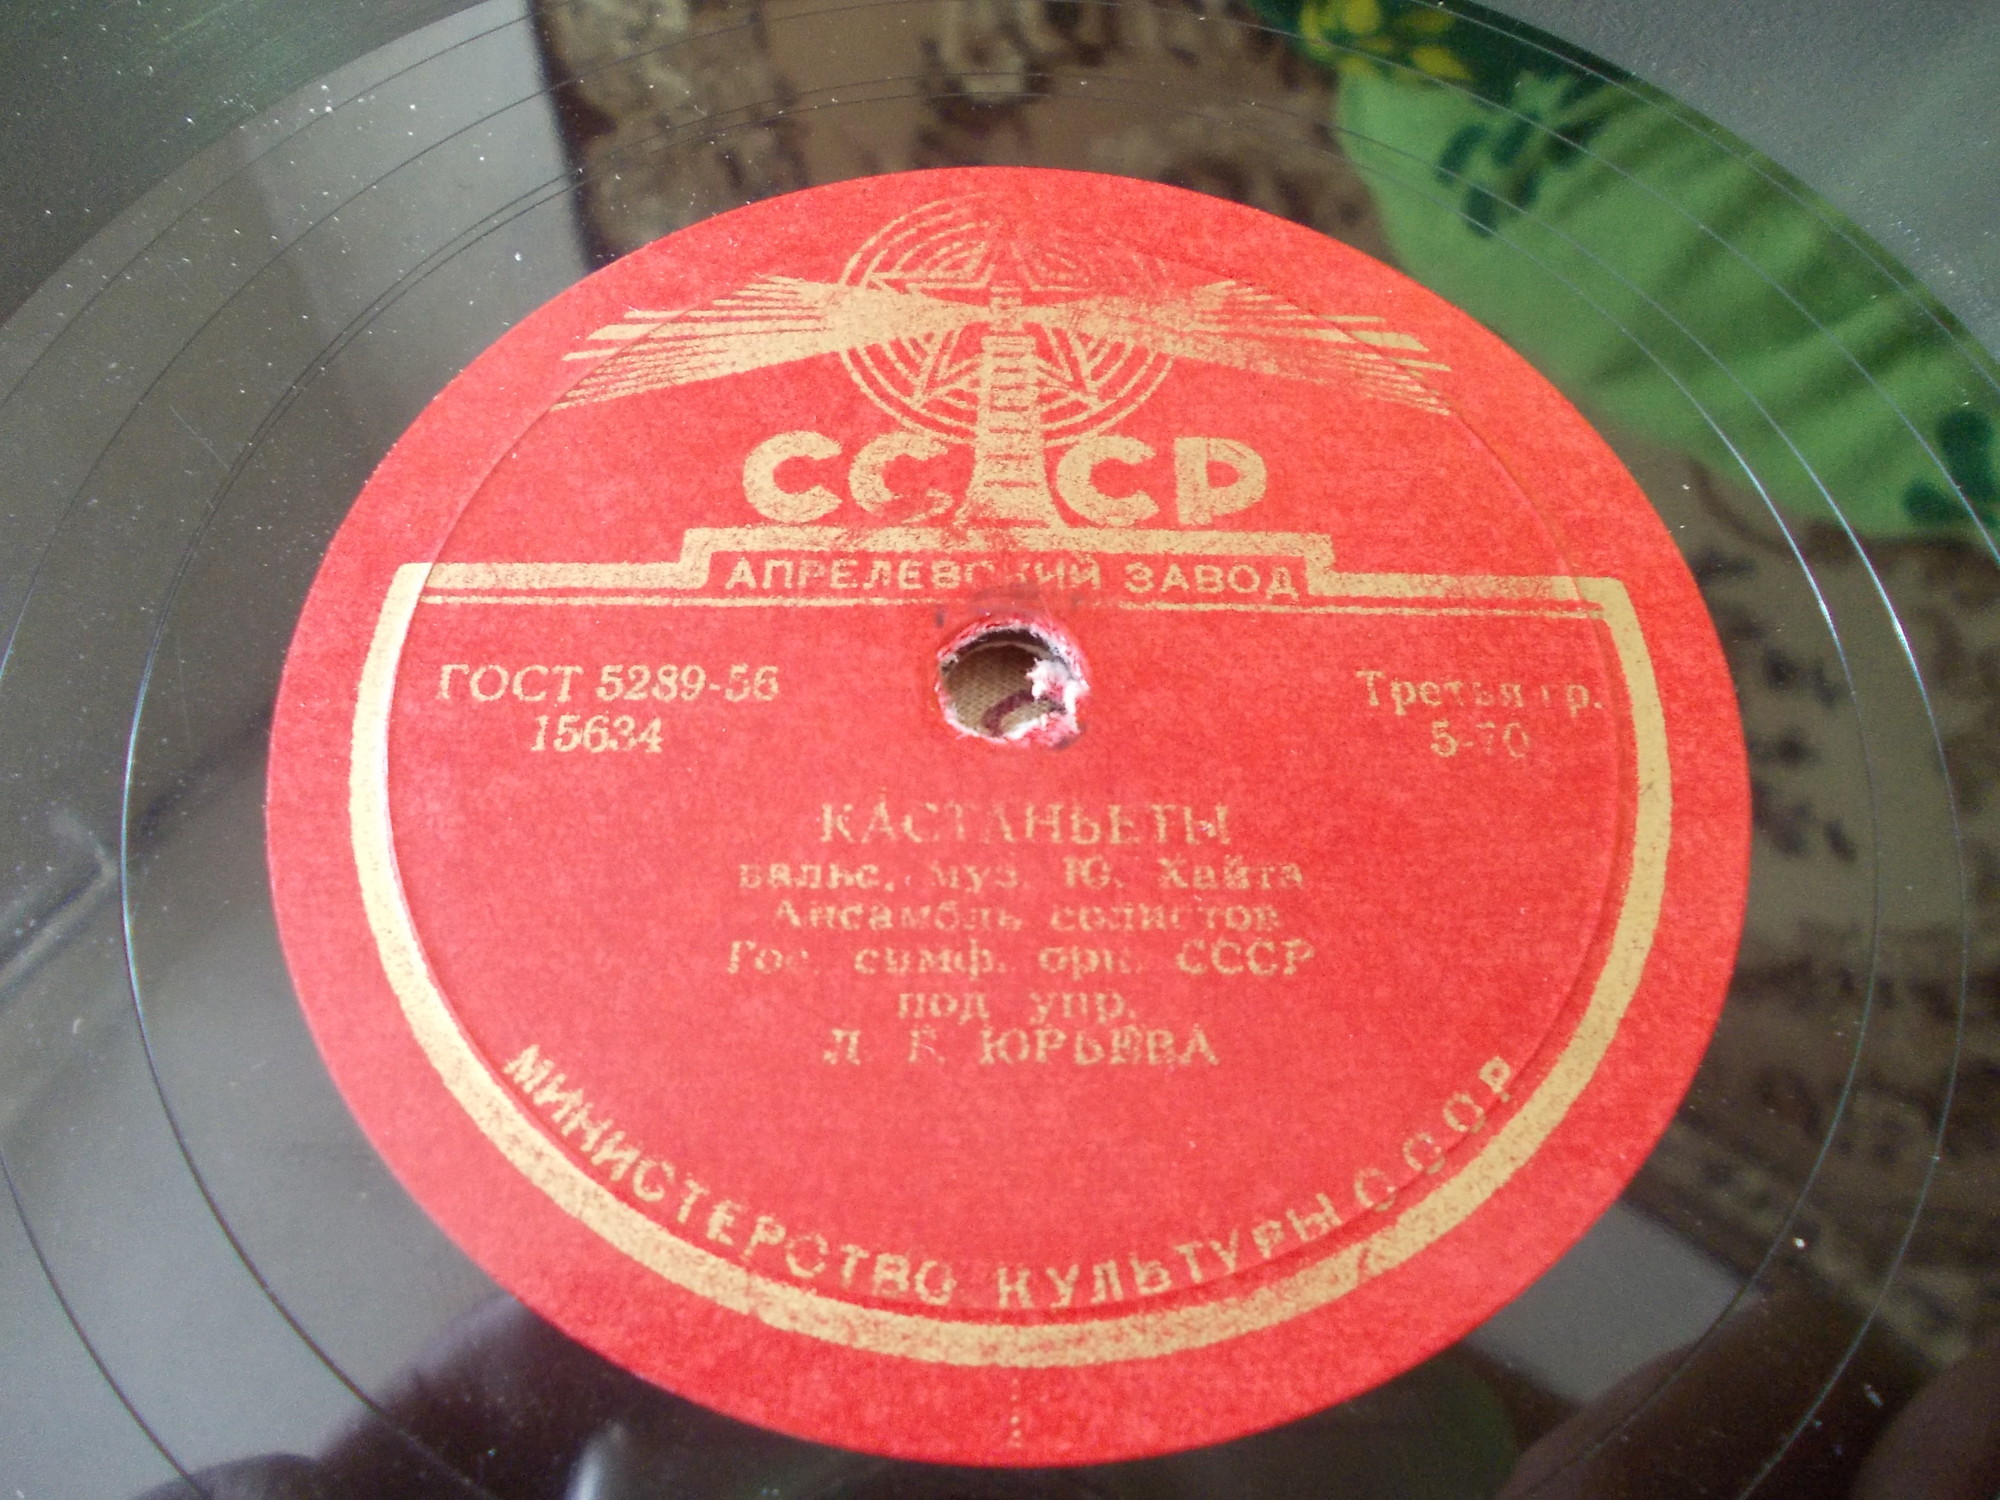 СССР
АПРЕЛЕВСКИЙ ЗАВОД
ГОСТ 5289-56
15634
Третья гр.
5-70
КАСТАНЬЕТЫ
вальс, муз. Ю. Хайта
Ансамбль солистов
Гос. симф. орк. СССР
под упр.
Л. ЮРЬЕВА
МИНИСТЕРСТВО КУЛЬТУРЫ СССР